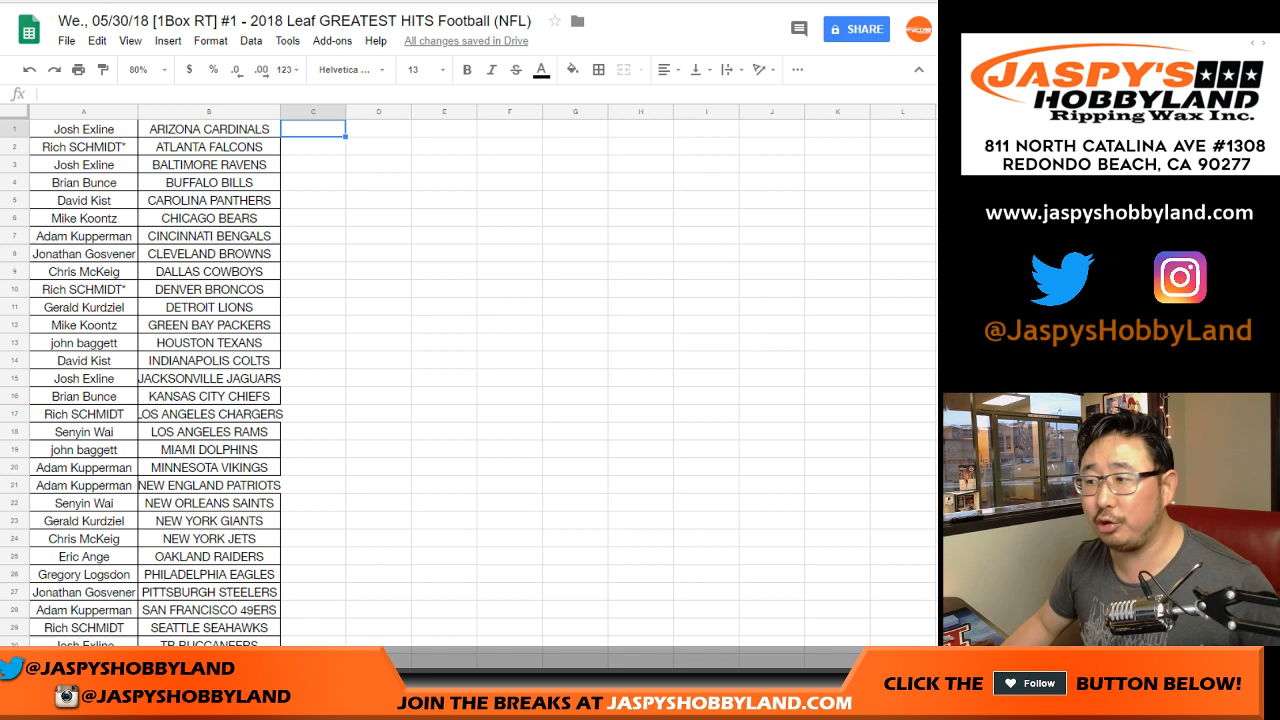 We., 05/30/18 [1Box RT] #1 - 2018 Leaf GREATEST HITS Football (NFL)
File Edit View Insert Format Data Tools Add-ons Help All changes saved in Drive
SHARE
80% $ % .0 .00 123 Helvetica ... 13 B I S A
fx
A B C D E F G H I J K L
1 Josh Exline ARIZONA CARDINALS
2 Rich SCHMIDT* ATLANTA FALCONS
3 Josh Exline BALTIMORE RAVENS
4 Brian Bunce BUFFALO BILLS
5 David Kist CAROLINA PANTHERS
6 Mike Koontz CHICAGO BEARS
7 Adam Kupperman CINCINNATI BENGALS
8 Jonathan Gosvener CLEVELAND BROWNS
9 Chris McKeig DALLAS COWBOYS
10 Rich SCHMIDT* DENVER BRONCOS
11 Gerald Kurdziel DETROIT LIONS
12 Mike Koontz GREEN BAY PACKERS
13 john baggett HOUSTON TEXANS
14 David Kist INDIANAPOLIS COLTS
15 Josh Exline JACKSONVILLE JAGUARS
16 Brian Bunce KANSAS CITY CHIEFS
17 Rich SCHMIDT LOS ANGELES CHARGERS
18 Senyin Wai LOS ANGELES RAMS
19 john baggett MIAMI DOLPHINS
20 Adam Kupperman MINNESOTA VIKINGS
21 Adam Kupperman NEW ENGLAND PATRIOTS
22 Senyin Wai NEW ORLEANS SAINTS
23 Gerald Kurdziel NEW YORK GIANTS
24 Chris McKeig NEW YORK JETS
25 Eric Ange OAKLAND RAIDERS
26 Gregory Logsdon PHILADELPHIA EAGLES
27 Jonathan Gosvener PITTSBURGH STEELERS
28 Adam Kupperman SAN FRANCISCO 49ERS
29 Rich SCHMIDT SEATTLE SEAHAWKS
30 Josh Exline TB BUCCANEERS
JASPY'S
HOBBYLAND
Ripping Wax Inc.
811 NORTH CATALINA AVE #1308
REDONDO BEACH, CA 90277
www.jaspyshobbyland.com
@JaspysHobbyLand
@JASPYSHOBBYLAND
@JASPYSHOBBYLAND
JOIN THE BREAKS AT JASPYSHOBBYLAND.COM
CLICK THE Follow BUTTON BELOW!